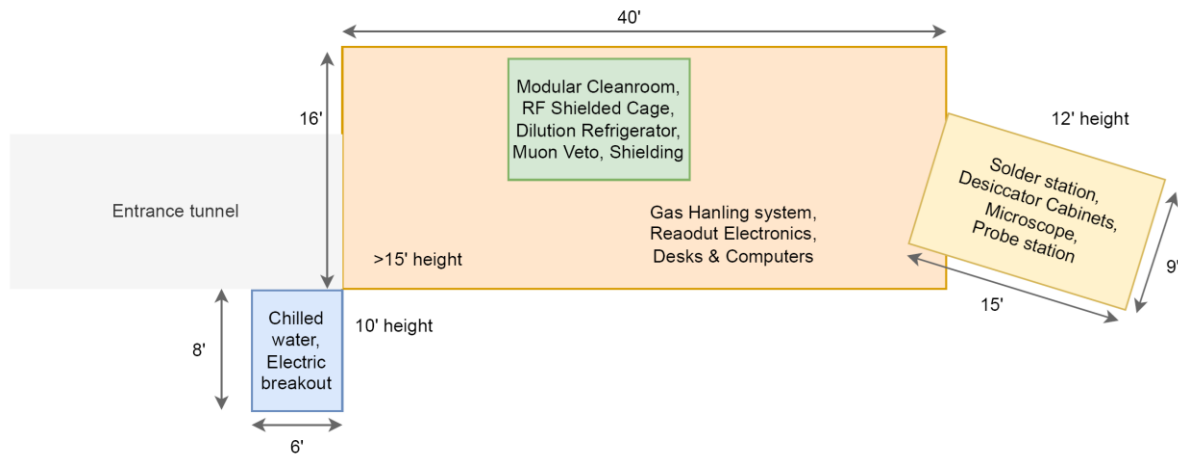 40'
16'
Modular Cleanroom,
RF Shielded Cage,
Dilution Refrigerator,
Muon Veto, Shielding
12' height
Solder station,
Desiccator Cabinets,
Microscope,
Probe station
Entrance tunnel
Gas Hanling system,
Reaodut Electronics,
Desks & Computers
>15' height
9'
15'
Chilled
water,
Electric
breakout
10' height
8'
6'